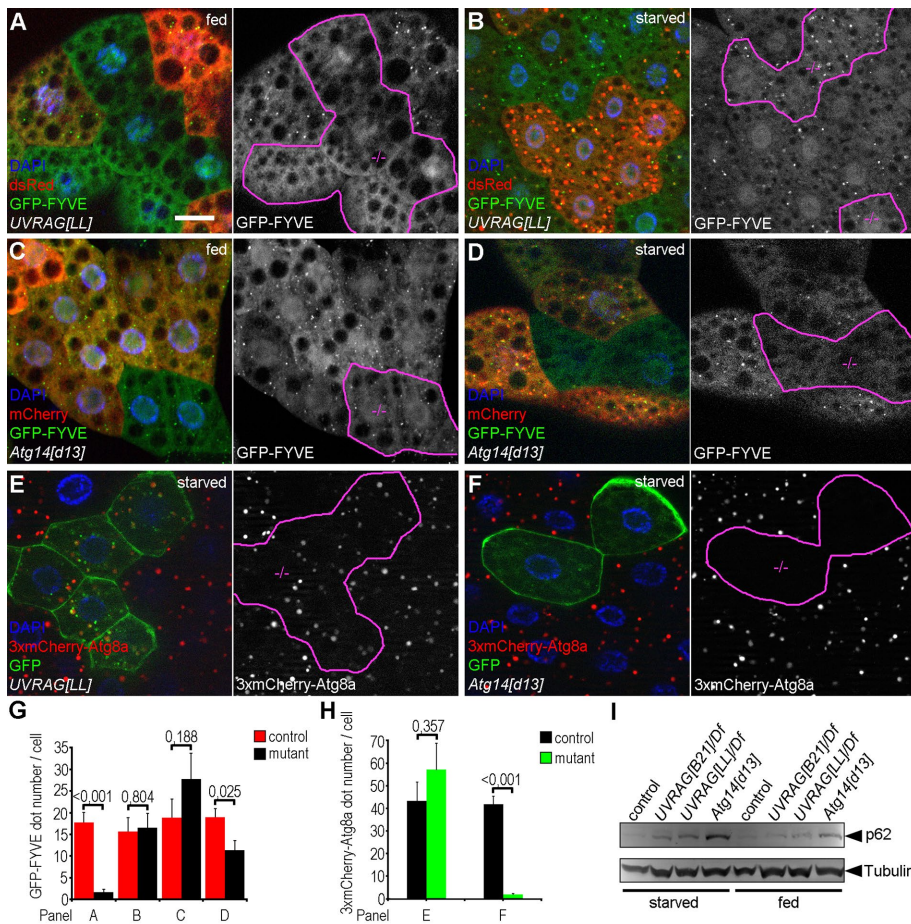 A
fed
DAPI
dsRed
GFP-FYVE
UVRAG[LL]
-/-
GFP-FYVE
B
starved
DAPI
dsRed
GFP-FYVE
UVRAG[LL]
-/-
-/-
GFP-FYVE
C
fed
DAPI
mCherry
GFP-FYVE
Atg14[d13]
-/-
GFP-FYVE
D
starved
DAPI
mCherry
GFP-FYVE
Atg14[d13]
-/-
GFP-FYVE
E
starved
DAPI
3xmCherry-Atg8a
GFP
UVRAG[LL]
-/-
3xmCherry-Atg8a
F
starved
DAPI
3xmCherry-Atg8a
GFP
Atg14[d13]
-/-
3xmCherry-Atg8a
G
GFP-FYVE dot number / cell
40
35
30
25
20
15
10
5
0
<0,001
0,804
0,188
0,025
control
mutant
Panel A B C D
H
3xmCherry-Atg8a dot number / cell
80
70
60
50
40
30
20
10
0
0,357
<0,001
control
mutant
Panel E F
I
control
UVRAG[B21]/Df
UVRAG[LL]/Df
Atg14[d13]
control
UVRAG[B21]/Df
UVRAG[LL]/Df
Atg14[d13]
p62
Tubulin
starved
fed